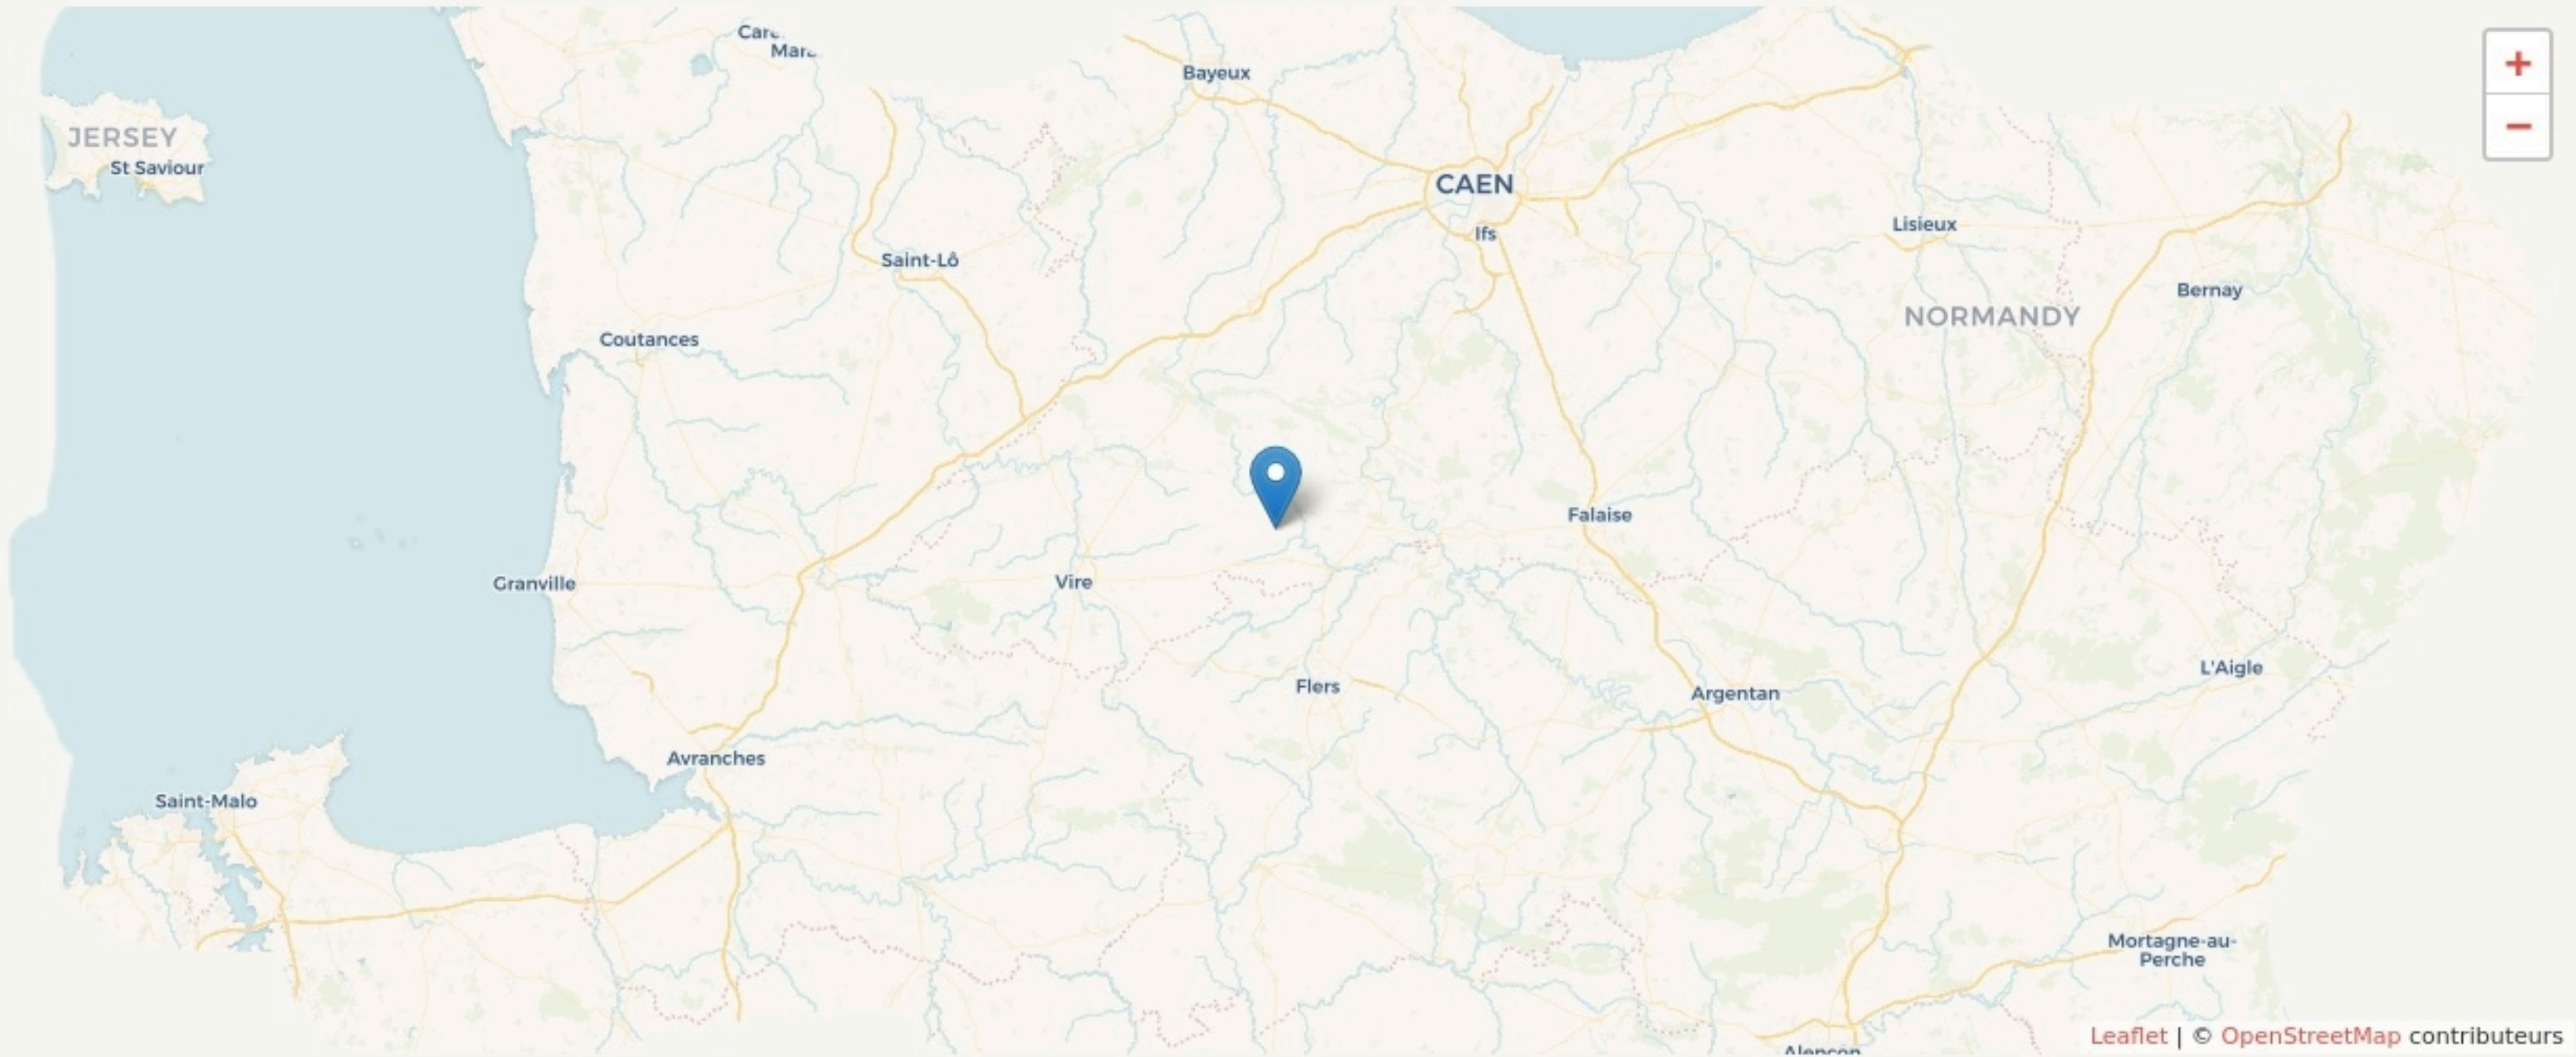 Bayeux
JERSEY
St Saviour
CAEN
Ifs
Lisieux
Saint-Lô
Bernay
NORMANDY
Coutances
Falaise
Granville
Vire
L'Aigle
Flers
Argentan
Avranches
Saint-Malo
Mortagne-au-
Perche
+
−
Leaflet | © OpenStreetMap contributeurs